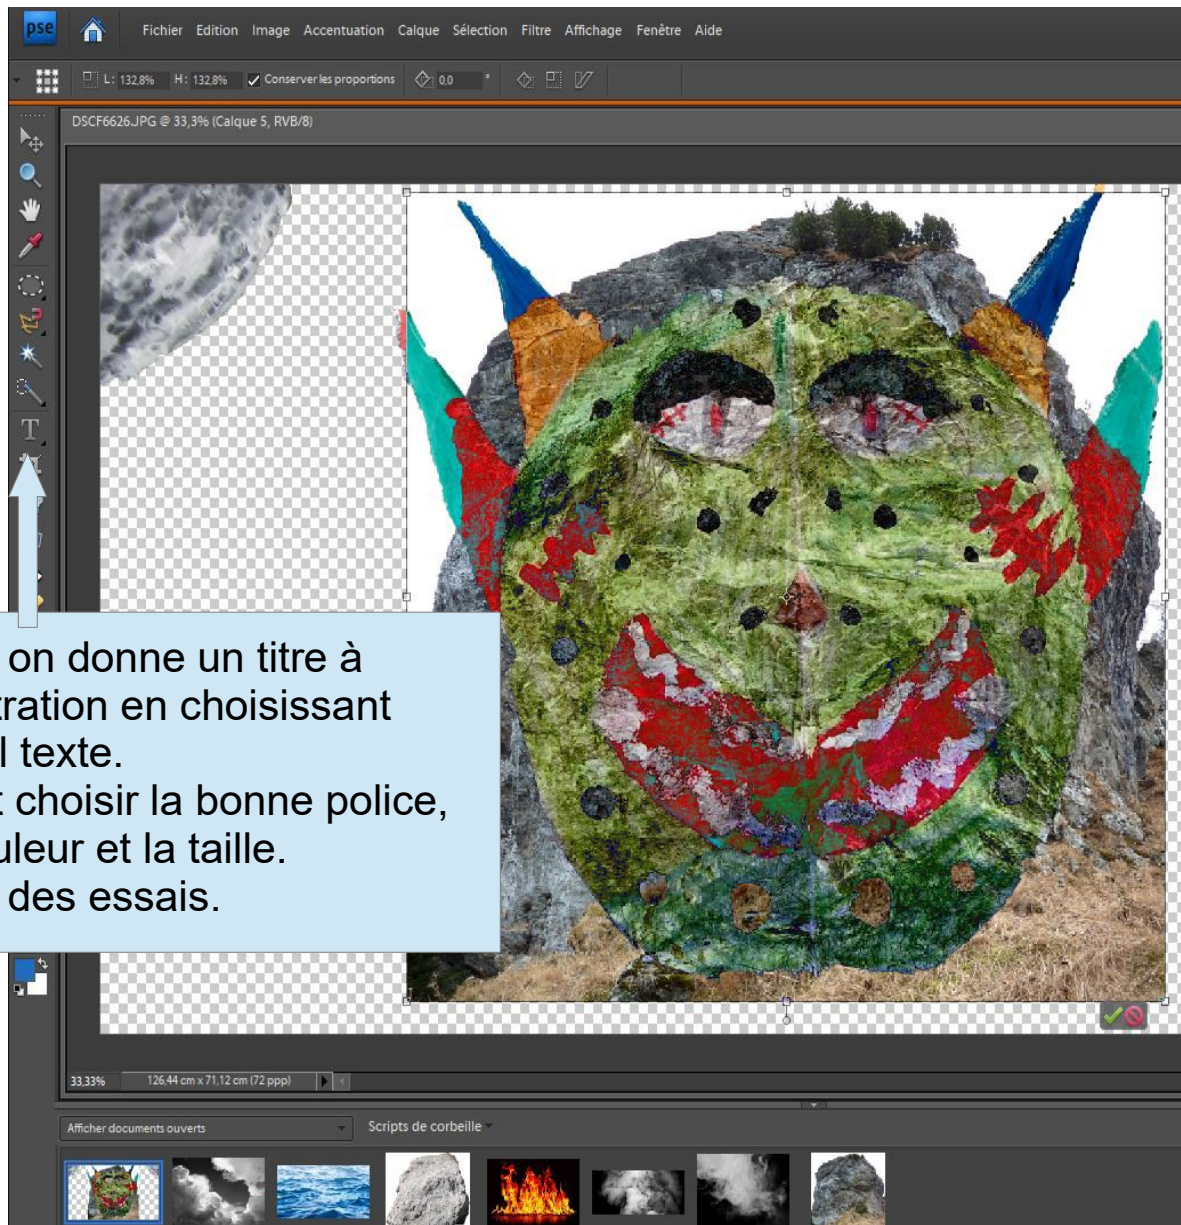 pse
Fichier Edition Image Accentuation Calque Sélection Filtre Affichage Fenêtre Aide
L: 132,8% H: 132,8% Conserver les proportions 0,0 °
DSCF6626.JPG @ 33,3% (Calque 5, RVB/8)
T
on donne un titre à
tration en choisissant
l texte.
t choisir la bonne police,
uleur et la taille.
des essais.
33,33% 126,44 cm x 71,12 cm (72 ppp)
Afficher documents ouverts Scripts de corbeille